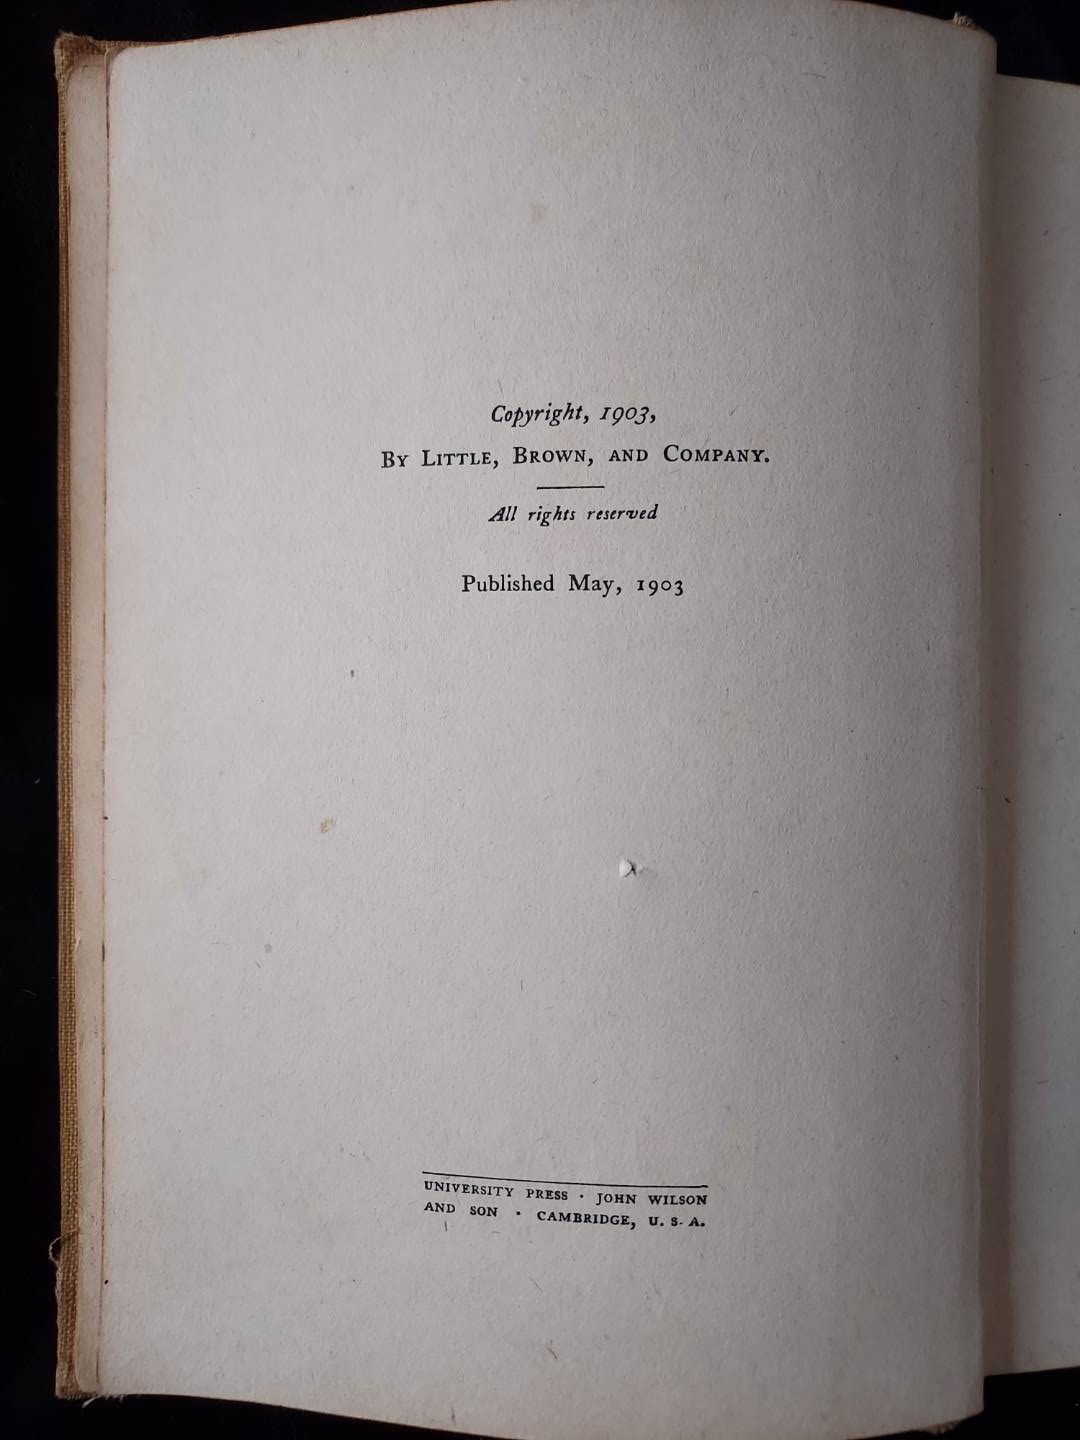 Copyright, 1903,
By Little, Brown, and Company.
All rights reserved
Published May, 1903
UNIVERSITY PRESS · JOHN WILSON
AND SON · CAMBRIDGE, U. S. A.